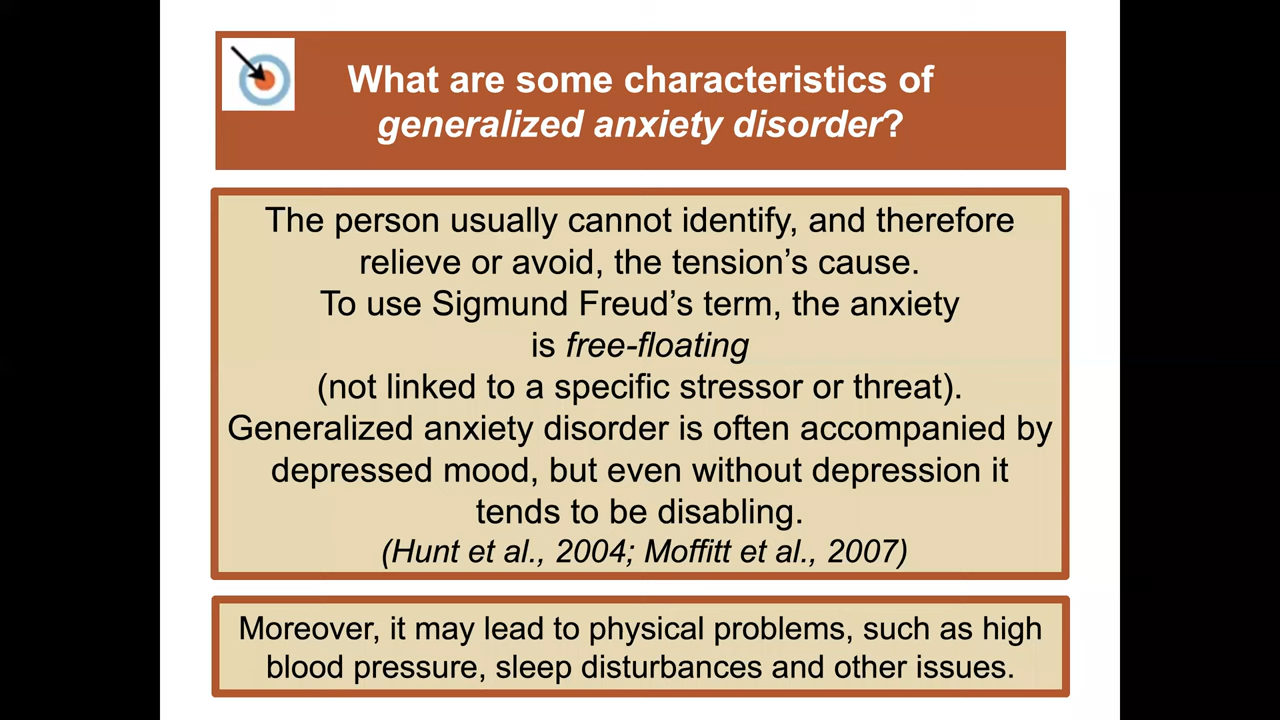 What are some characteristics of
generalized anxiety disorder?
The person usually cannot identify, and therefore
relieve or avoid, the tension’s cause.
To use Sigmund Freud’s term, the anxiety
is free-floating
(not linked to a specific stressor or threat).
Generalized anxiety disorder is often accompanied by
depressed mood, but even without depression it
tends to be disabling.
(Hunt et al., 2004; Moffitt et al., 2007)
Moreover, it may lead to physical problems, such as high
blood pressure, sleep disturbances and other issues.